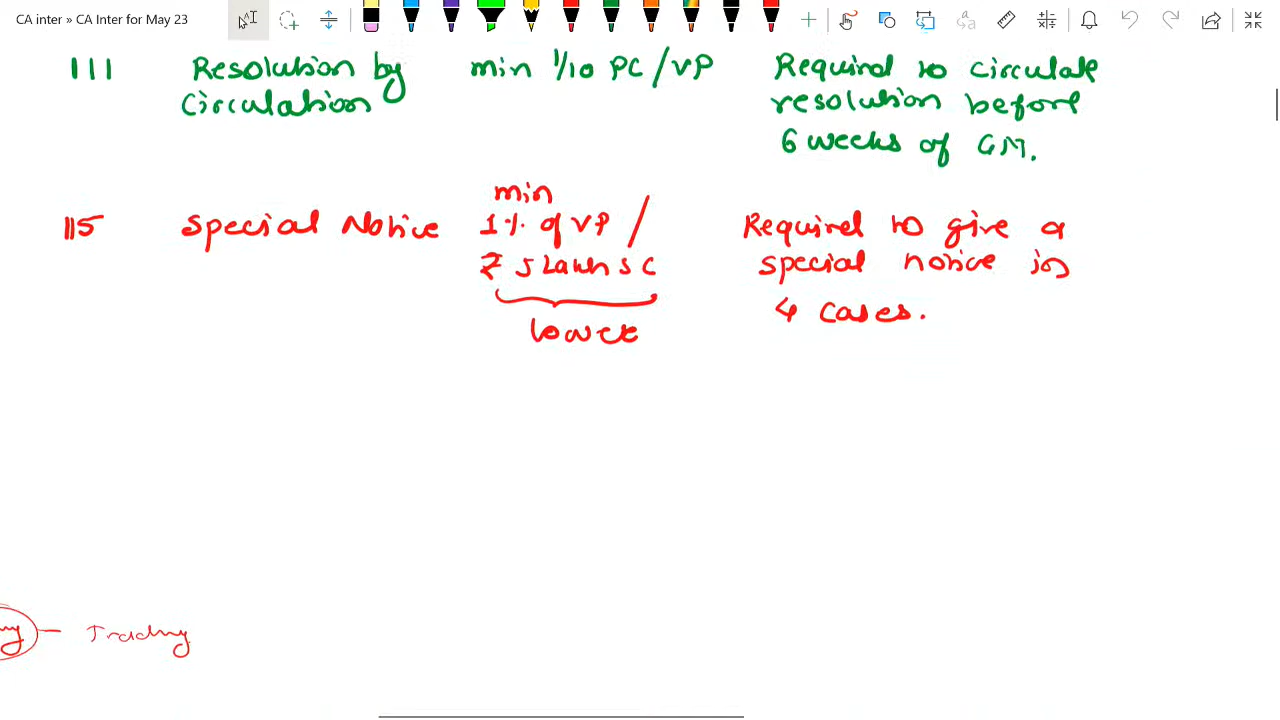 CA inter » CA Inter for May 23
111 Resolution by min 1/10 PC/VP Required to circulate
Circulation resolution before
6 weeks of GM.
min
115 Special Notice 1% of VP / Required to give a
₹ 5 Lakh S C special notice in
lower 4 cases.
Trading